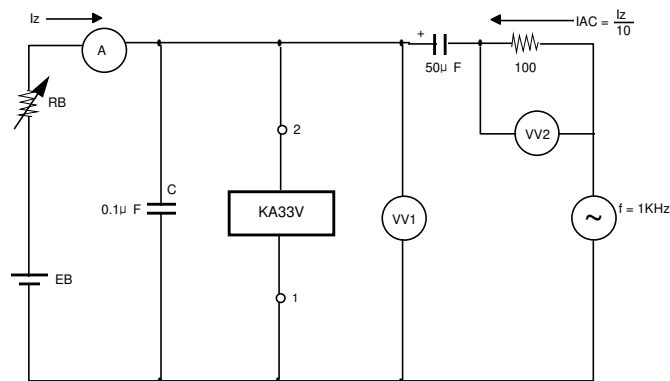 Iz
IAC = Iz/10
A
+
50μ F
100
RB
2
VV2
C
0.1μ F
KA33V
VV1
~
f = 1KHz
EB
1